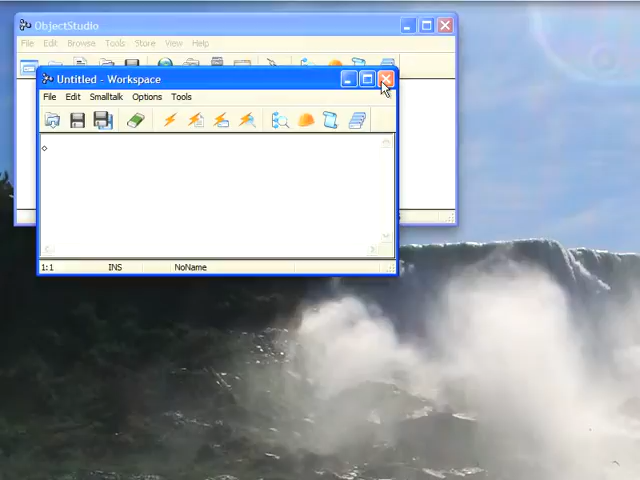 ObjectStudio
File Edit Browse Tools Store View Help
Untitled - Workspace
File Edit Smalltalk Options Tools
1:1 INS NoName